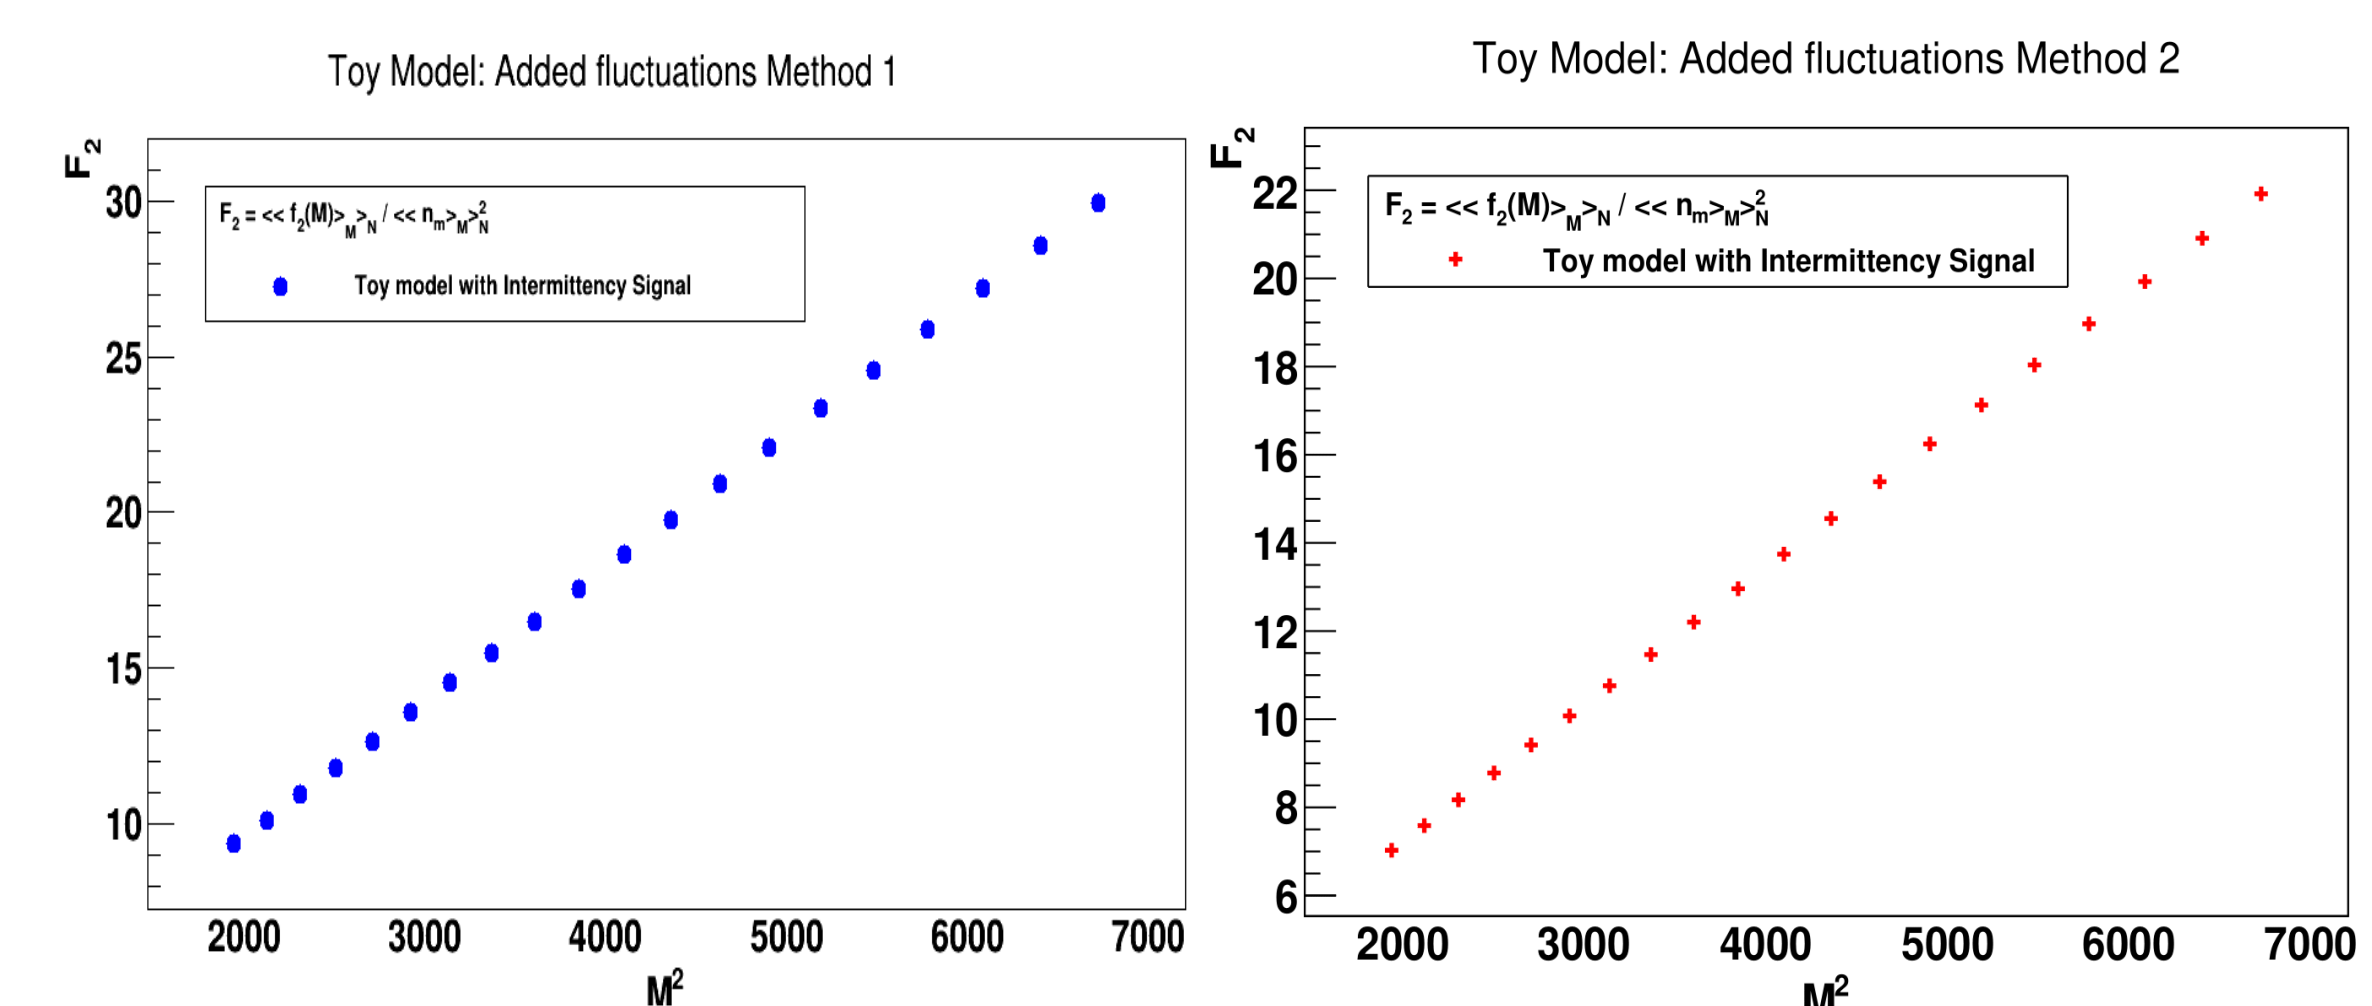 Toy Model: Added fluctuations Method 1
F2
F2 = << f2(M)>M>N / << nm>M>N2
Toy model with Intermittency Signal
30
25
20
15
10
2000 3000 4000 5000 6000 7000
M2
Toy Model: Added fluctuations Method 2
F2
F2 = << f2(M)>M>N / << nm>M>N2
Toy model with Intermittency Signal
22
20
18
16
14
12
10
8
6
2000 3000 4000 5000 6000 7000
M2